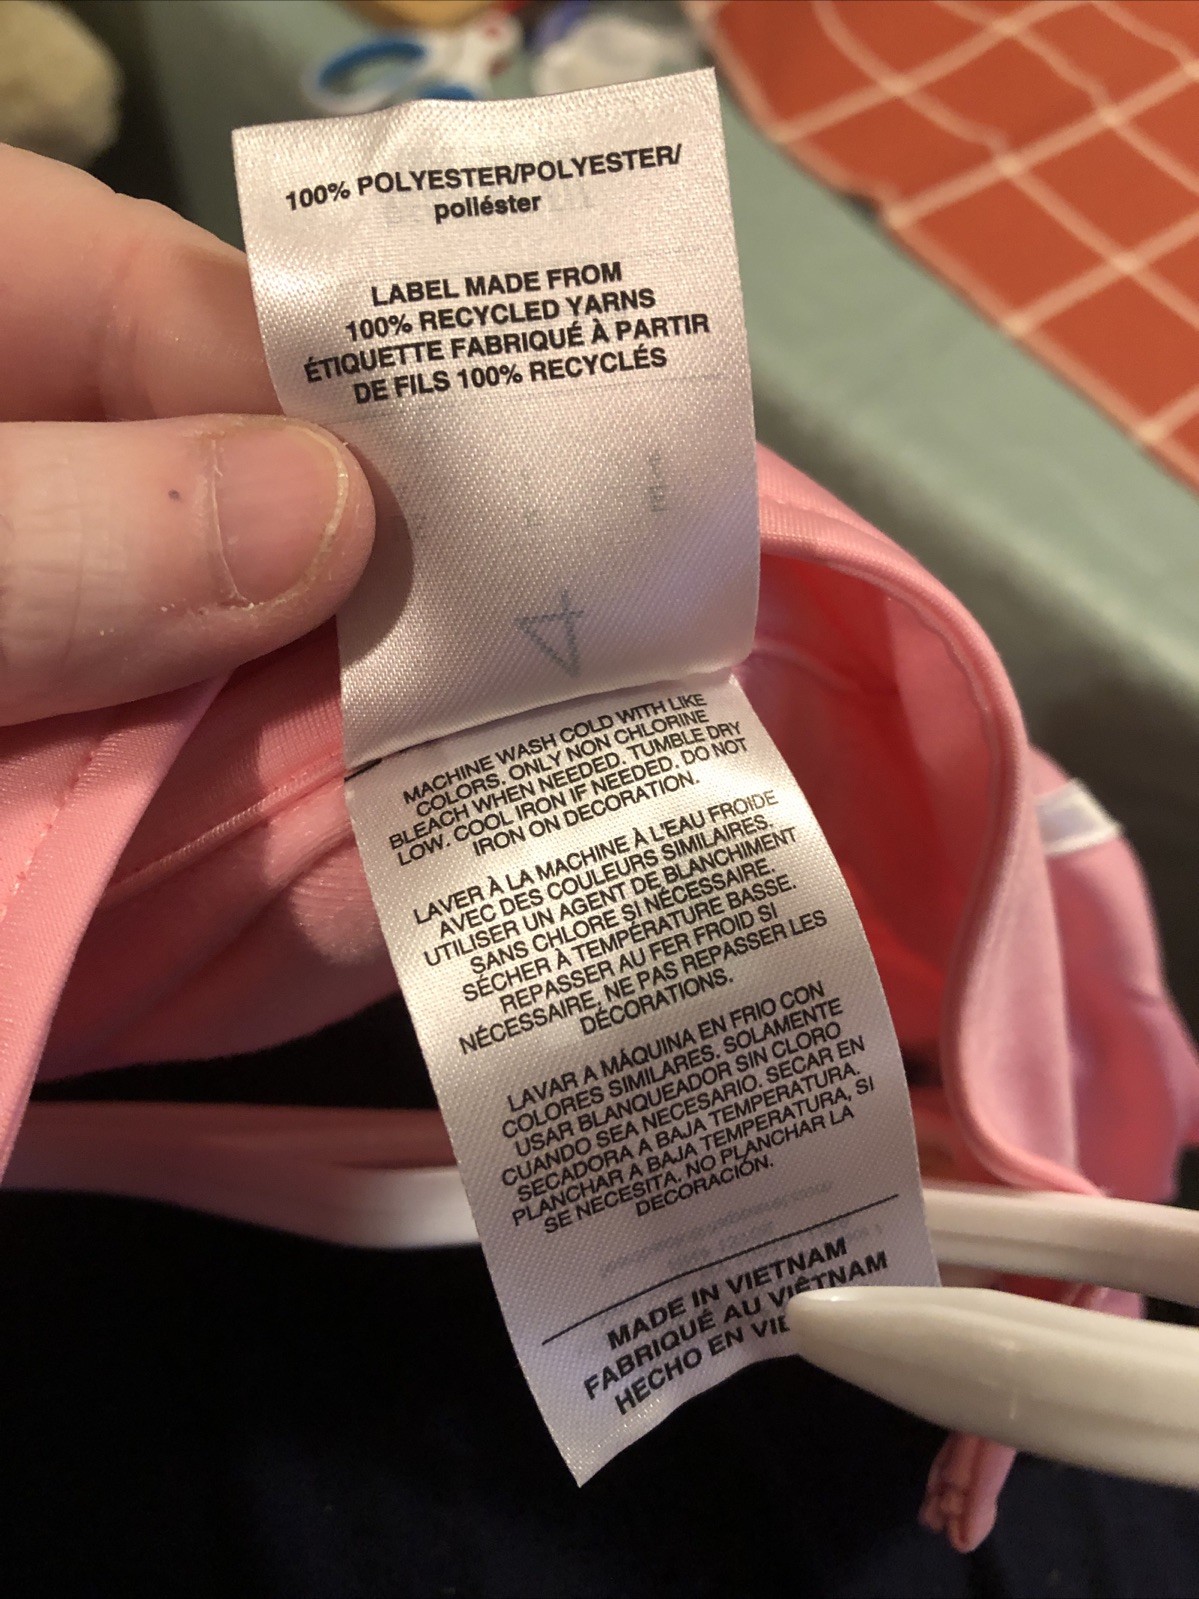 100% POLYESTER/POLYESTER/
poliéster
LABEL MADE FROM
100% RECYCLED YARNS
ÉTIQUETTE FABRIQUÉ À PARTIR
DE FILS 100% RECYCLÉS
MACHINE WASH COLD WITH LIKE
COLORS. ONLY NON CHLORINE
BLEACH WHEN NEEDED. TUMBLE DRY
LOW. COOL IRON IF NEEDED. DO NOT
IRON ON DECORATION.
LAVER À LA MACHINE À L'EAU FROIDE
AVEC DES COULEURS SIMILAIRES.
UTILISER UN AGENT DE BLANCHIMENT
SANS CHLORE SI NÉCESSAIRE.
SÉCHER À TEMPÉRATURE BASSE.
REPASSER AU FER FROID SI
NÉCESSAIRE, NE PAS REPASSER LES
DÉCORATIONS.
LAVAR A MÁQUINA EN FRIO CON
COLORES SIMILARES. SOLAMENTE
USAR BLANQUEADOR SIN CLORO
CUANDO SEA NECESARIO. SECAR EN
SECADORA A BAJA TEMPERATURA.
PLANCHAR A BAJA TEMPERATURA, SI
SE NECESITA. NO PLANCHAR LA
DECORACIÓN.
MADE IN VIETNAM
FABRIQUÉ AU VIÊTNAM
HECHO EN